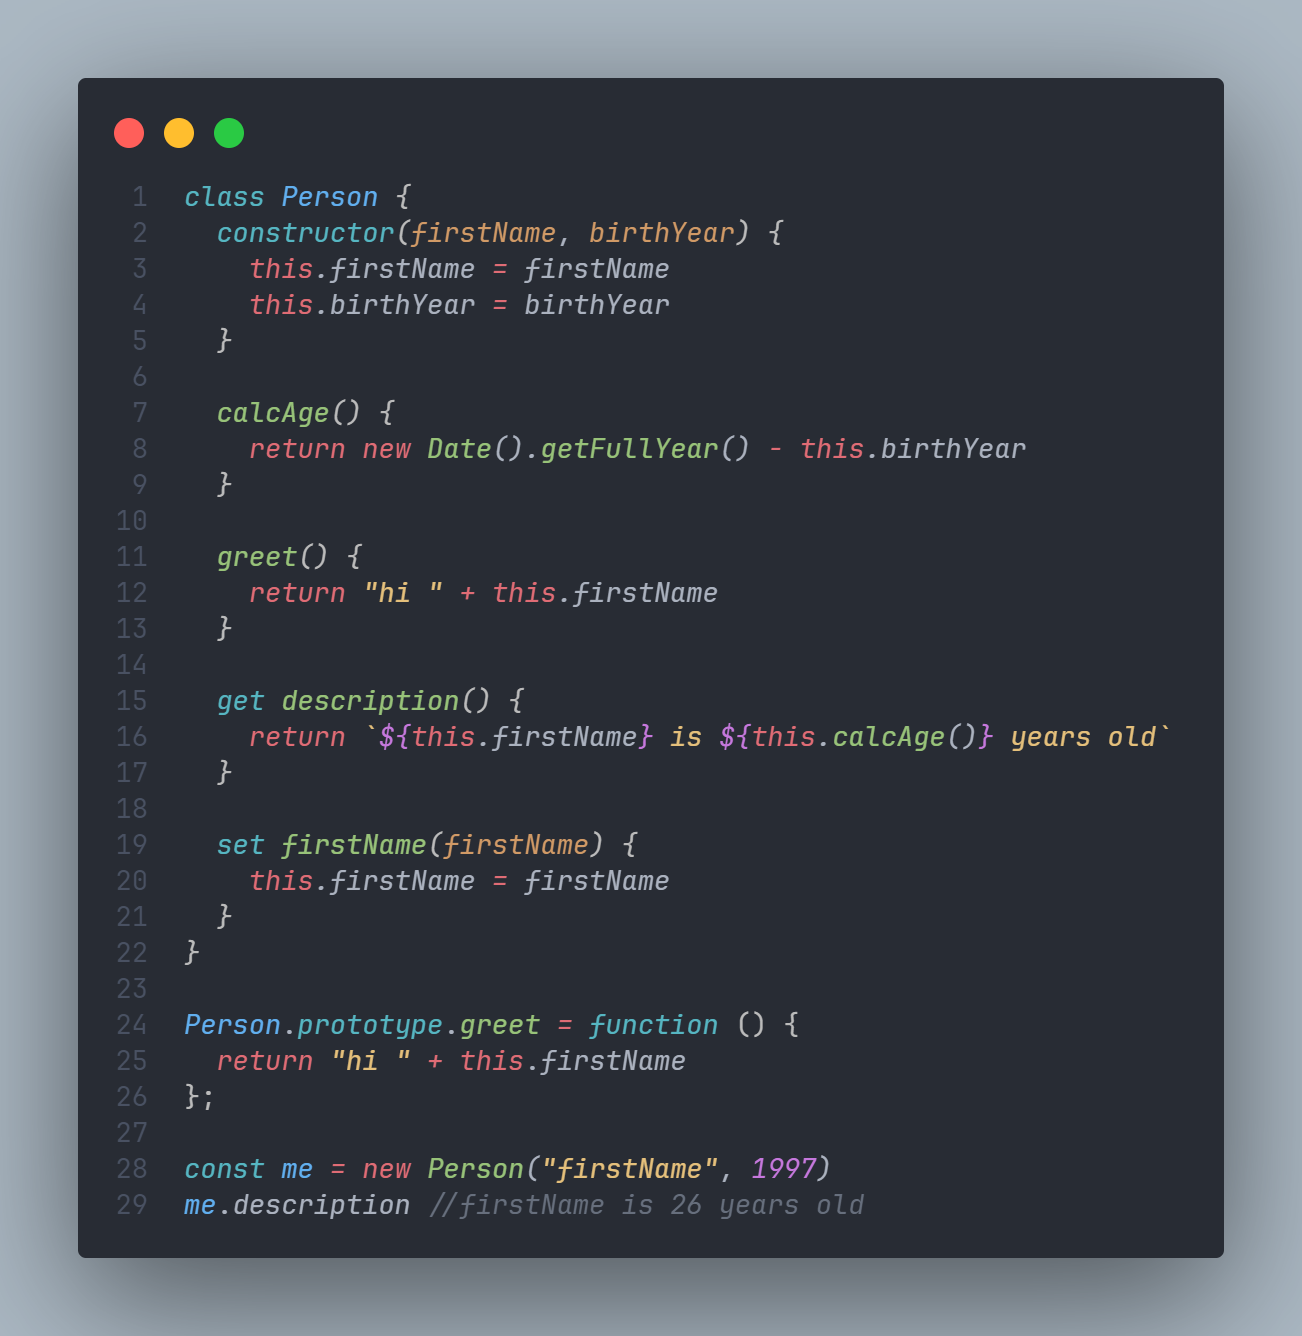 1 class Person {
2   constructor(firstName, birthYear) {
3     this.firstName = firstName
4     this.birthYear = birthYear
5   }
6
7   calcAge() {
8     return new Date().getFullYear() - this.birthYear
9   }
10
11   greet() {
12     return "hi " + this.firstName
13   }
14
15   get description() {
16     return `${this.firstName} is ${this.calcAge()} years old`
17   }
18
19   set firstName(firstName) {
20     this.firstName = firstName
21   }
22 }
23
24 Person.prototype.greet = function () {
25   return "hi " + this.firstName
26 };
27
28 const me = new Person("firstName", 1997)
29 me.description //firstName is 26 years old